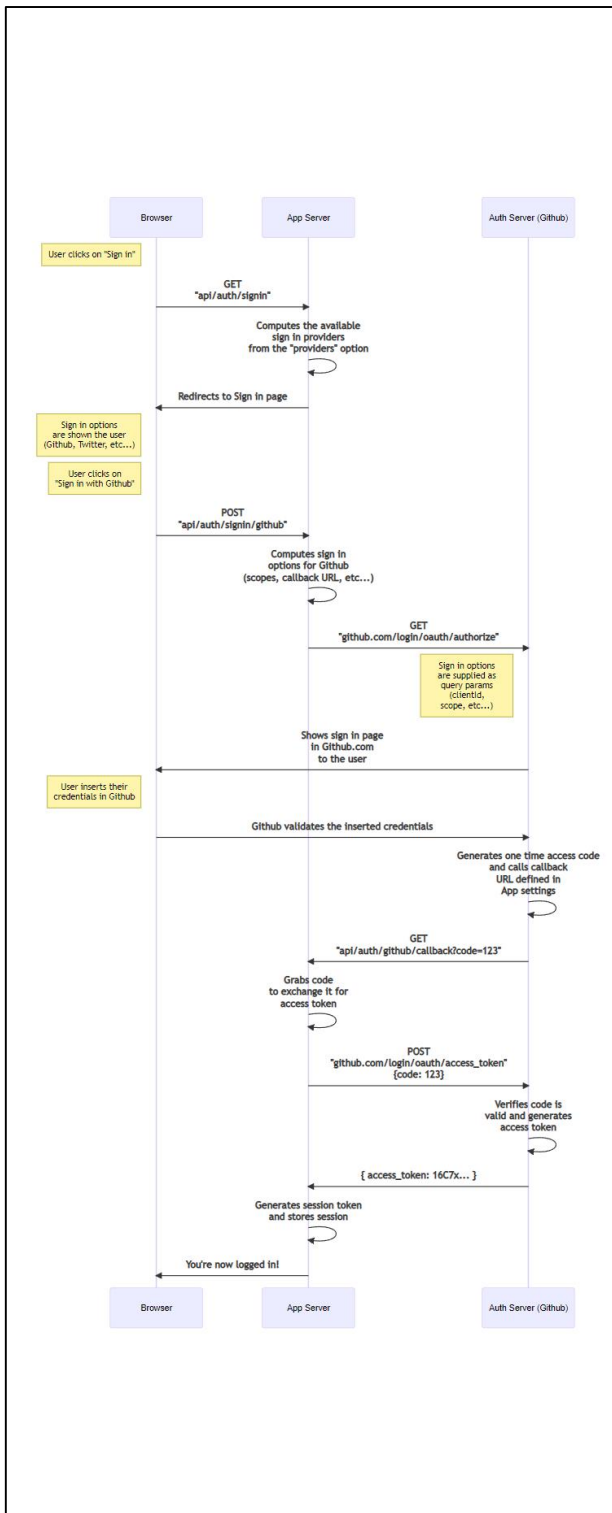 Browser
App Server
Auth Server (Github)
User clicks on "Sign in"
GET
"api/auth/signin"
Computes the available
sign in providers
from the "providers" option
Redirects to Sign in page
Sign in options
are shown the user
(Github, Twitter, etc...)
User clicks on
"Sign in with Github"
POST
"api/auth/signin/github"
Computes sign in
options for Github
(scopes, callback URL, etc...)
GET
"github.com/login/oauth/authorize"
Sign in options
are supplied as
query params
(clientId,
scope, etc...)
Shows sign in page
in Github.com
to the user
User inserts their
credentials in Github
Github validates the inserted credentials
Generates one time access code
and calls callback
URL defined in
App settings
GET
"api/auth/github/callback?code=123"
Grabs code
to exchange it for
access token
POST
"github.com/login/oauth/access_token"
{code: 123}
Verifies code is
valid and generates
access token
{ access_token: 16C7x... }
Generates session token
and stores session
You're now logged in!
Browser
App Server
Auth Server (Github)